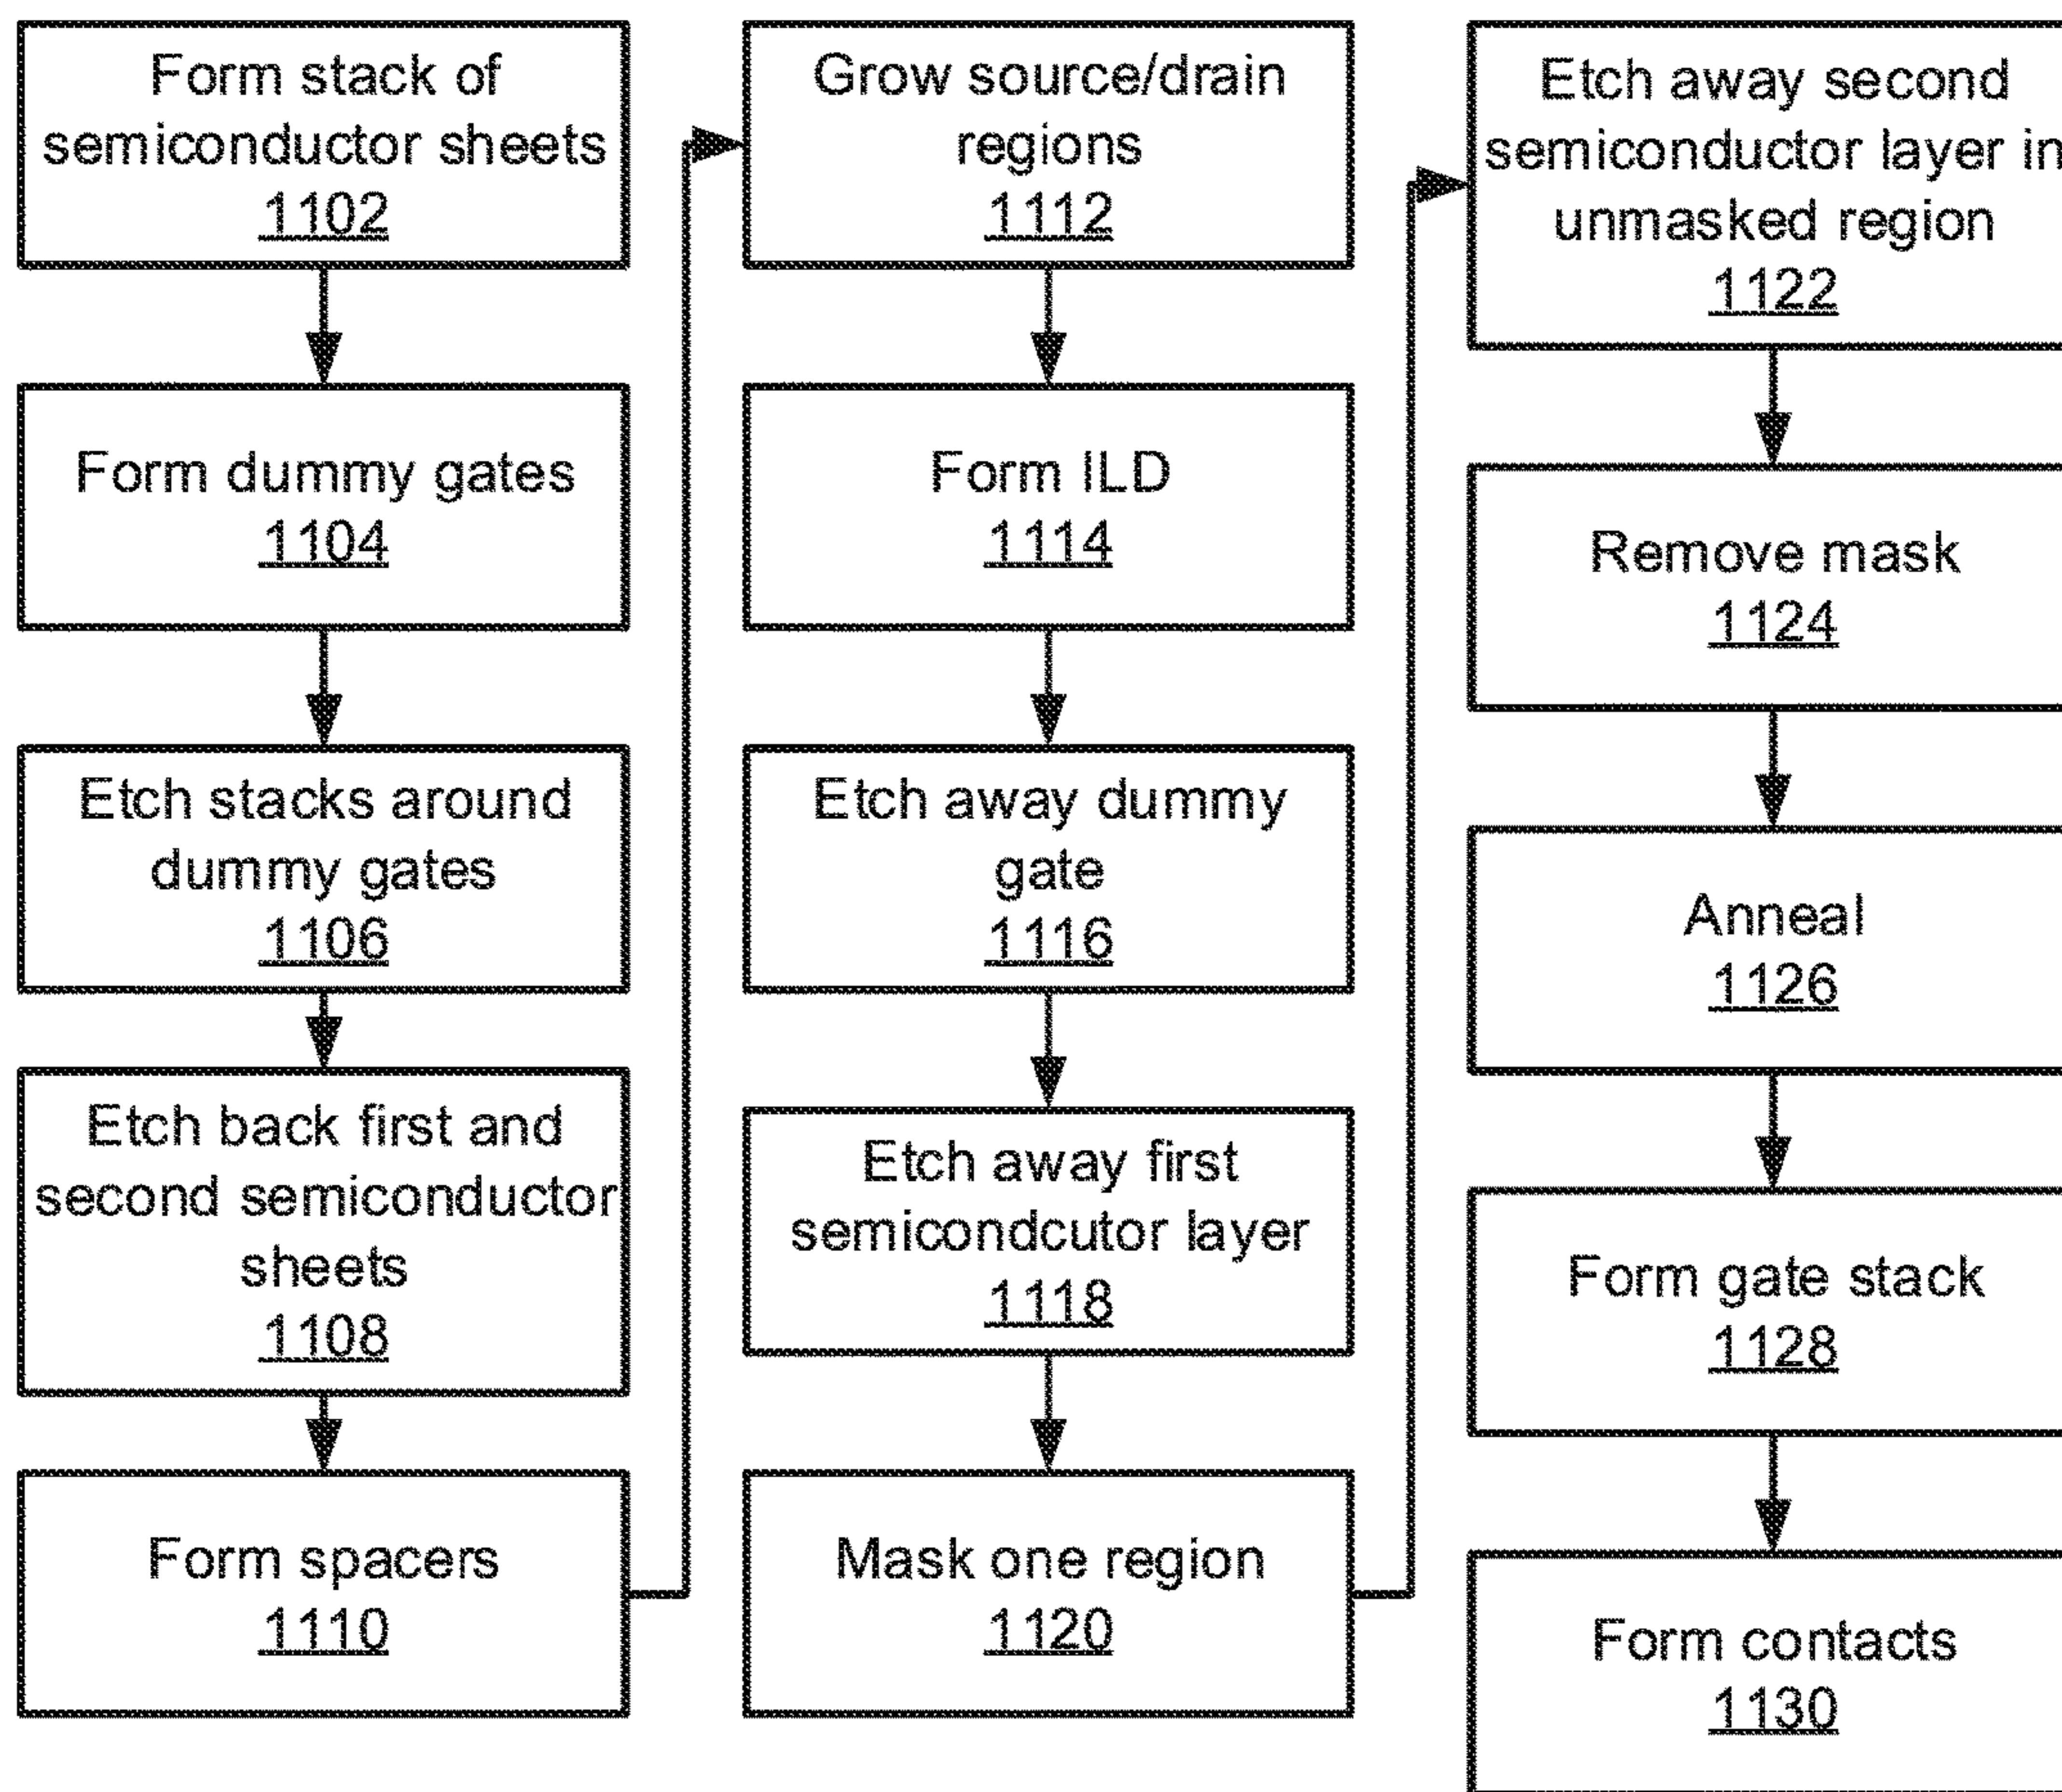 Form stack of
semiconductor sheets
1102
Form dummy gates
1104
Etch stacks around
dummy gates
1106
Etch back first and
second semiconductor
sheets
1108
Form spacers
1110
Grow source/drain
regions
1112
Form ILD
1114
Etch away dummy
gate
1116
Etch away first
semicondcutor layer
1118
Mask one region
1120
Etch away second
semiconductor layer in
unmasked region
1122
Remove mask
1124
Anneal
1126
Form gate stack
1128
Form contacts
1130